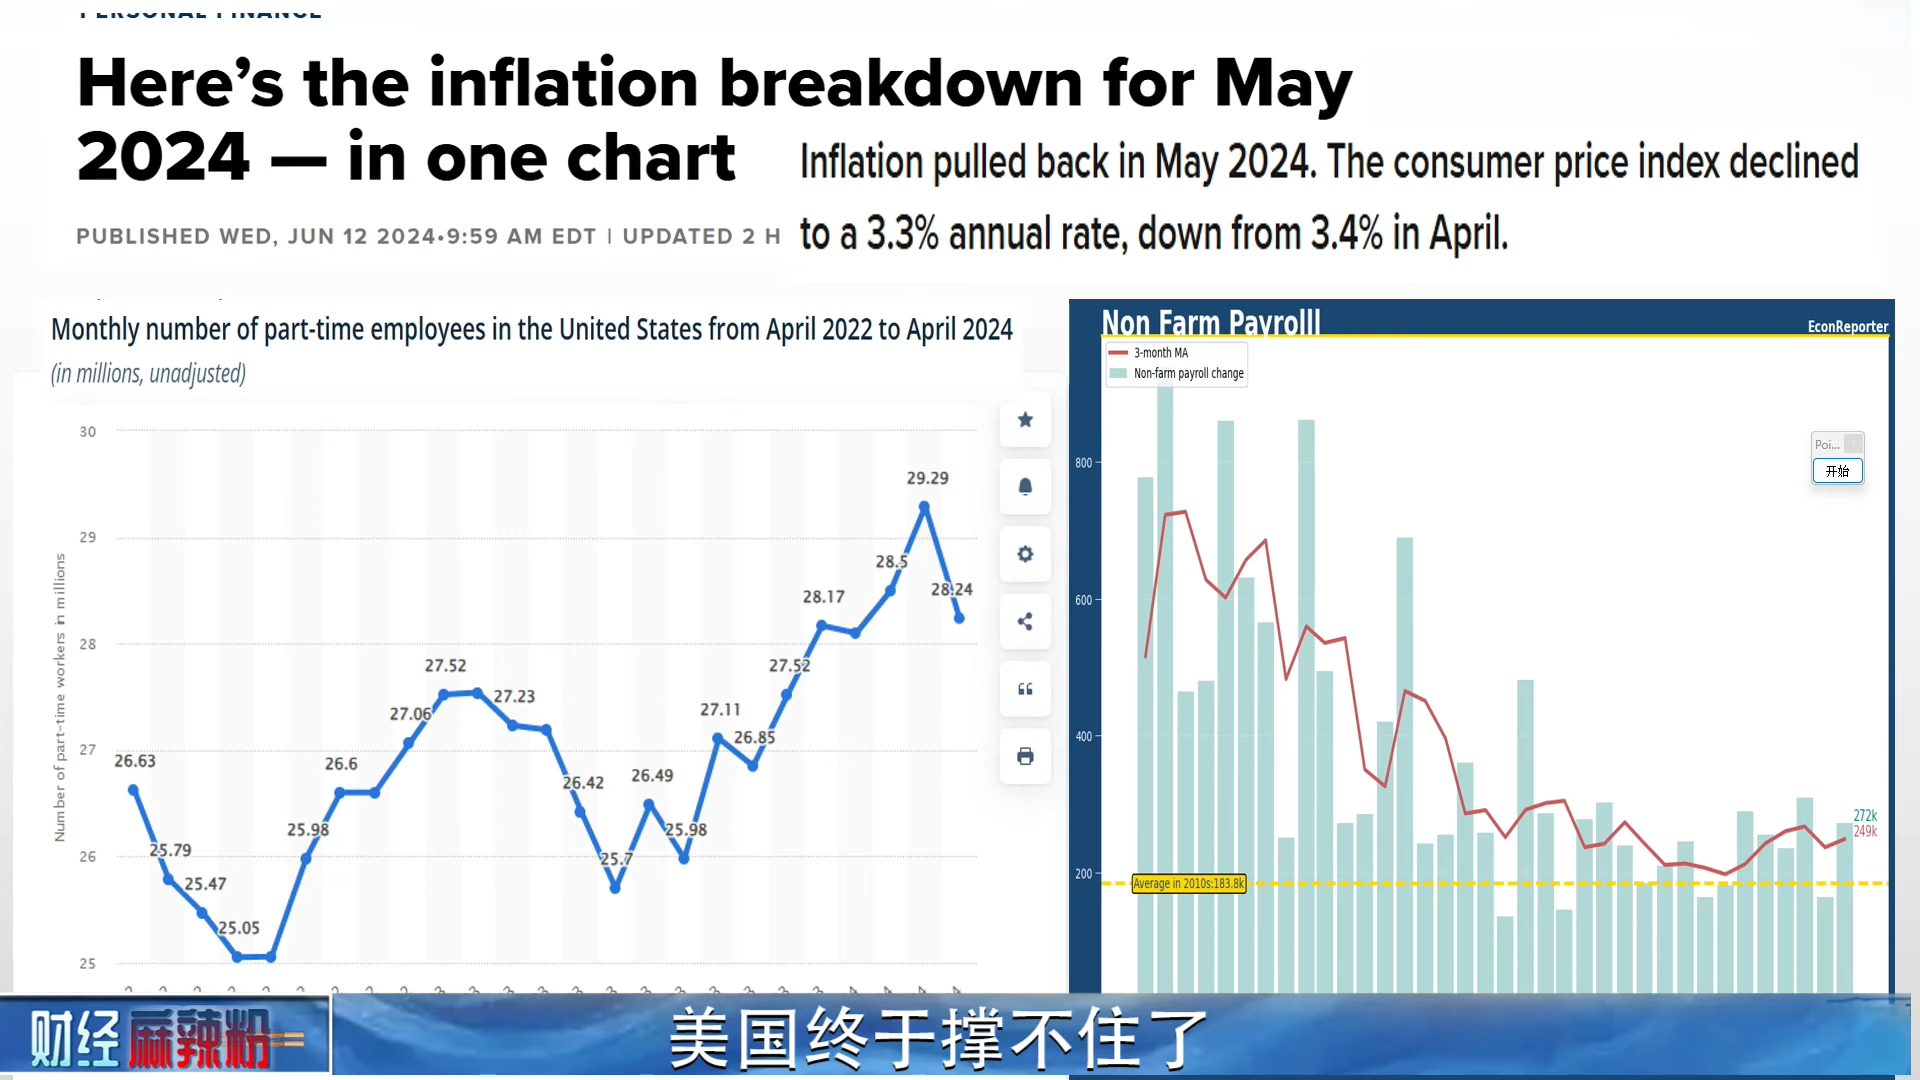 PERSONAL FINANCE
Here’s the inflation breakdown for May
2024 — in one chart
PUBLISHED WED, JUN 12 2024•9:59 AM EDT | UPDATED 2 H
Inflation pulled back in May 2024. The consumer price index declined
to a 3.3% annual rate, down from 3.4% in April.
Monthly number of part-time employees in the United States from April 2022 to April 2024
(in millions, unadjusted)
Number of part-time workers in millions
30
29
28
27
26
25
26.63
25.79
25.47
25.05
25.98
26.6
27.06
27.52
27.23
26.42
25.7
26.49
25.98
27.11
26.85
27.52
28.17
28.5
29.29
28.24
Non Farm Payrolll
EconReporter
3-month MA
Non-farm payroll change
800
600
400
200
Average in 2010s:183.8k
272k
249k
Poi...
开始
财经麻辣粉
美国终于撑不住了